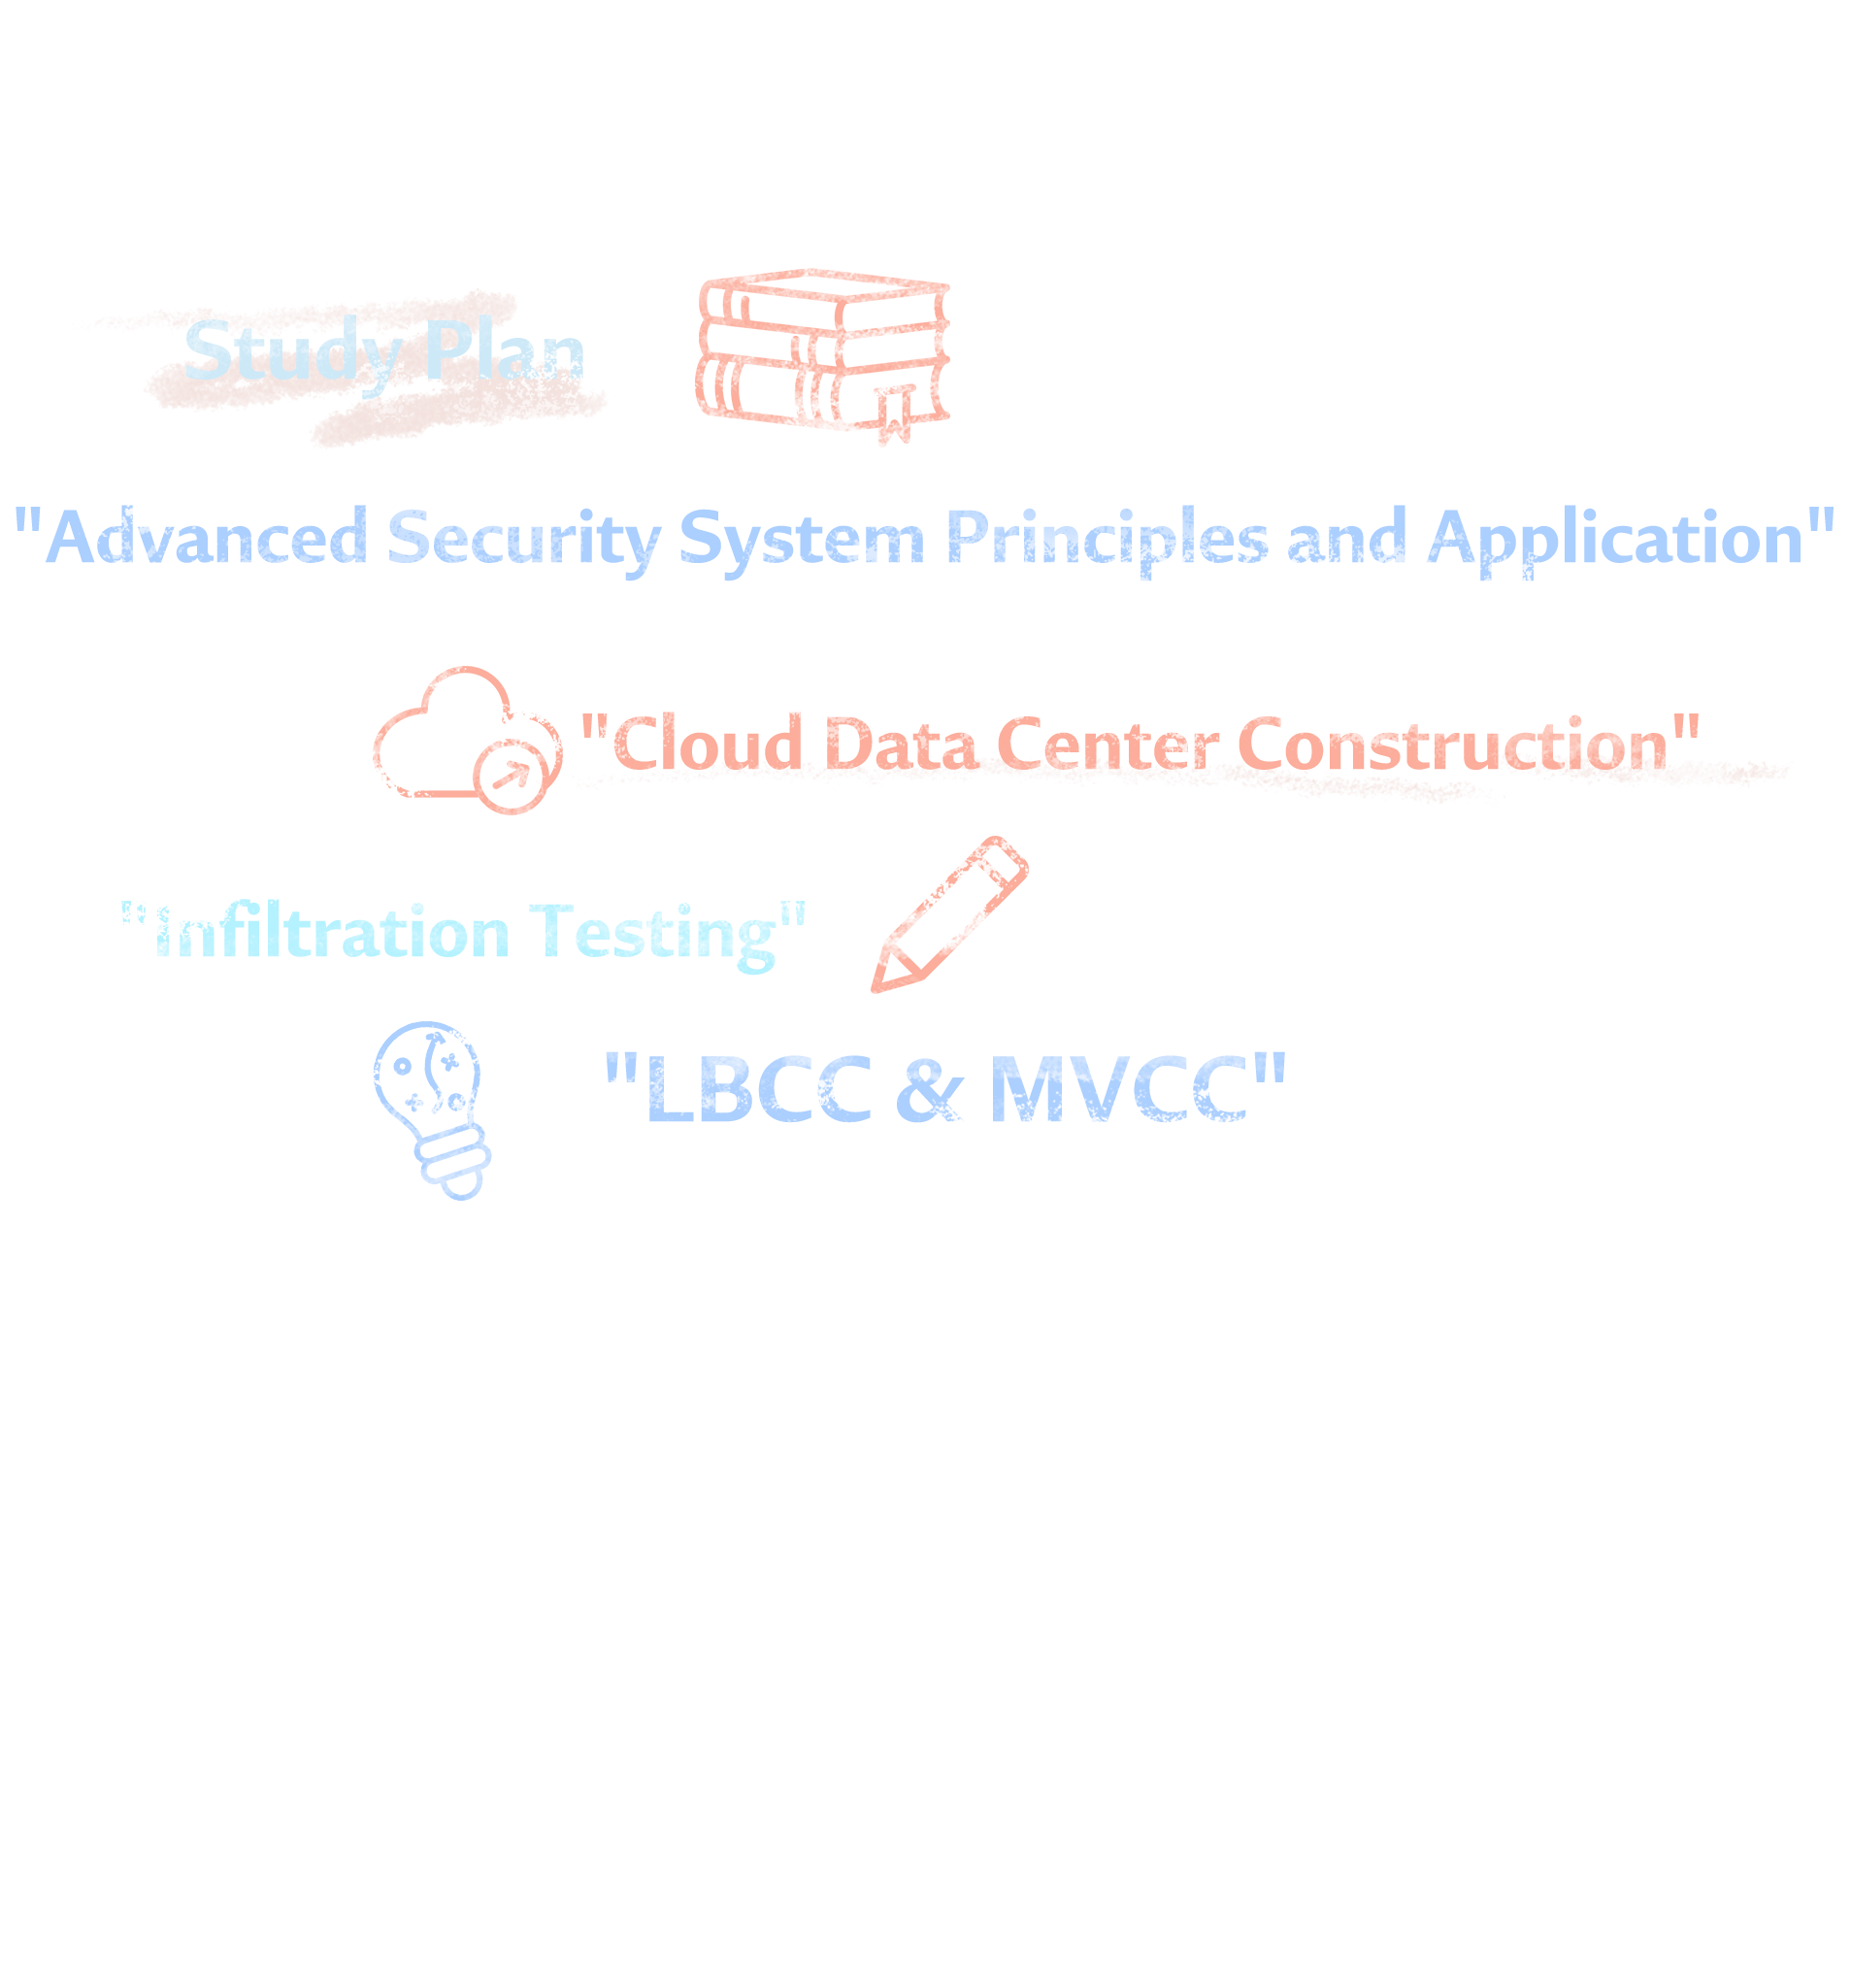 Study Plan
"Advanced Security System Principles and Application"
"Cloud Data Center Construction"
"Infiltration Testing"
"LBCC & MVCC"